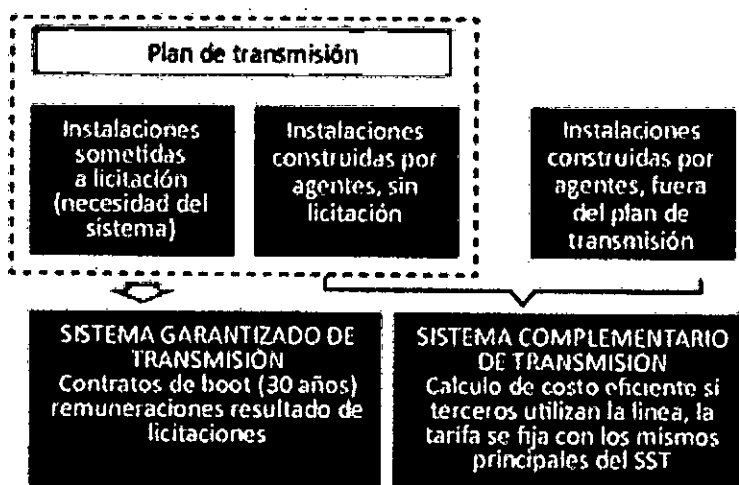 Plan de transmisión
Instalaciones
sometidas
a licitación
(necesidad del
sistema)
Instalaciones
construidas por
agentes, sin
licitación
Instalaciones
construidas por
agentes, fuera
del plan de
transmisión
SISTEMA GARANTIZADO DE
TRANSMISIÓN
Contratos de boot (30 años)
remuneraciones resultado de
licitaciones
SISTEMA COMPLEMENTARIO
DE TRANSMISION
Calculo de costo eficiente si
terceros utilizan la linea, la
tarifa se fija con los mismos
principales del SST